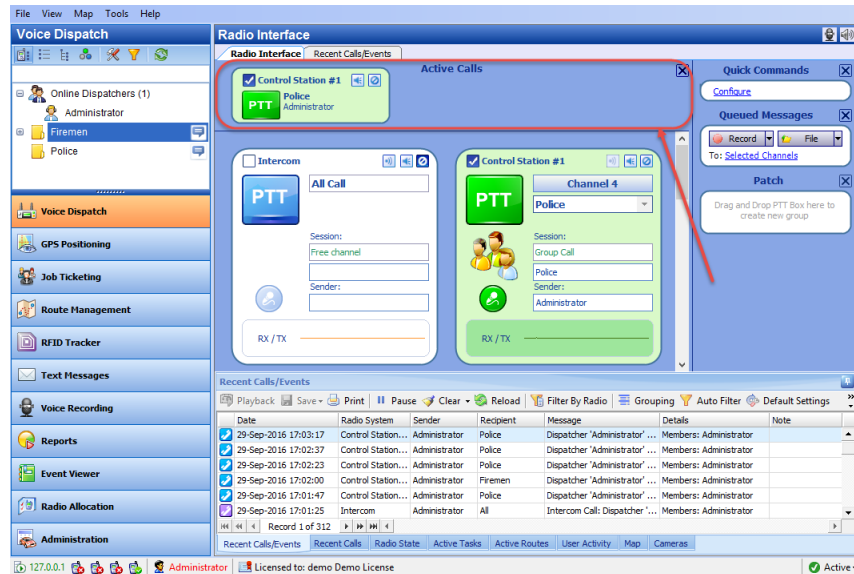 File View Map Tools Help
Voice Dispatch
Online Dispatchers (1)
Administrator
Firemen
Police
Voice Dispatch
GPS Positioning
Job Ticketing
Route Management
RFID Tracker
Text Messages
Voice Recording
Reports
Event Viewer
Radio Allocation
Administration
Radio Interface
Radio Interface Recent Calls/Events
Active Calls
Control Station #1
PTT
Police
Administrator
Intercom
PTT
All Call
Session:
Free channel
Sender:
RX / TX
Control Station #1
PTT
Channel 4
Police
Session:
Group Call
Police
Sender:
Administrator
RX / TX
Quick Commands
Configure
Queued Messages
Record File
To: Selected Channels
Patch
Drag and Drop PTT Box here to
create new group
Recent Calls/Events
Playback Save Print Pause Clear Reload Filter By Radio Grouping Auto Filter Default Settings
Date Radio System Sender Recipient Message Details Note
29-Sep-2016 17:03:17 Control Station... Administrator Police Dispatcher 'Administrator' ... Members: Administrator
29-Sep-2016 17:02:37 Control Station... Administrator Police Dispatcher 'Administrator' ... Members: Administrator
29-Sep-2016 17:02:23 Control Station... Administrator Police Dispatcher 'Administrator' ... Members: Administrator
29-Sep-2016 17:02:00 Control Station... Administrator Firemen Dispatcher 'Administrator' ... Members: Administrator
29-Sep-2016 17:01:47 Control Station... Administrator Police Dispatcher 'Administrator' ... Members: Administrator
29-Sep-2016 17:01:25 Intercom Administrator All Intercom Call: Dispatcher '... Members: Administrator
Record 1 of 312
Recent Calls/Events Recent Calls Radio State Active Tasks Active Routes User Activity Map Cameras
127.0.0.1 Administrator Licensed to: demo Demo License Active